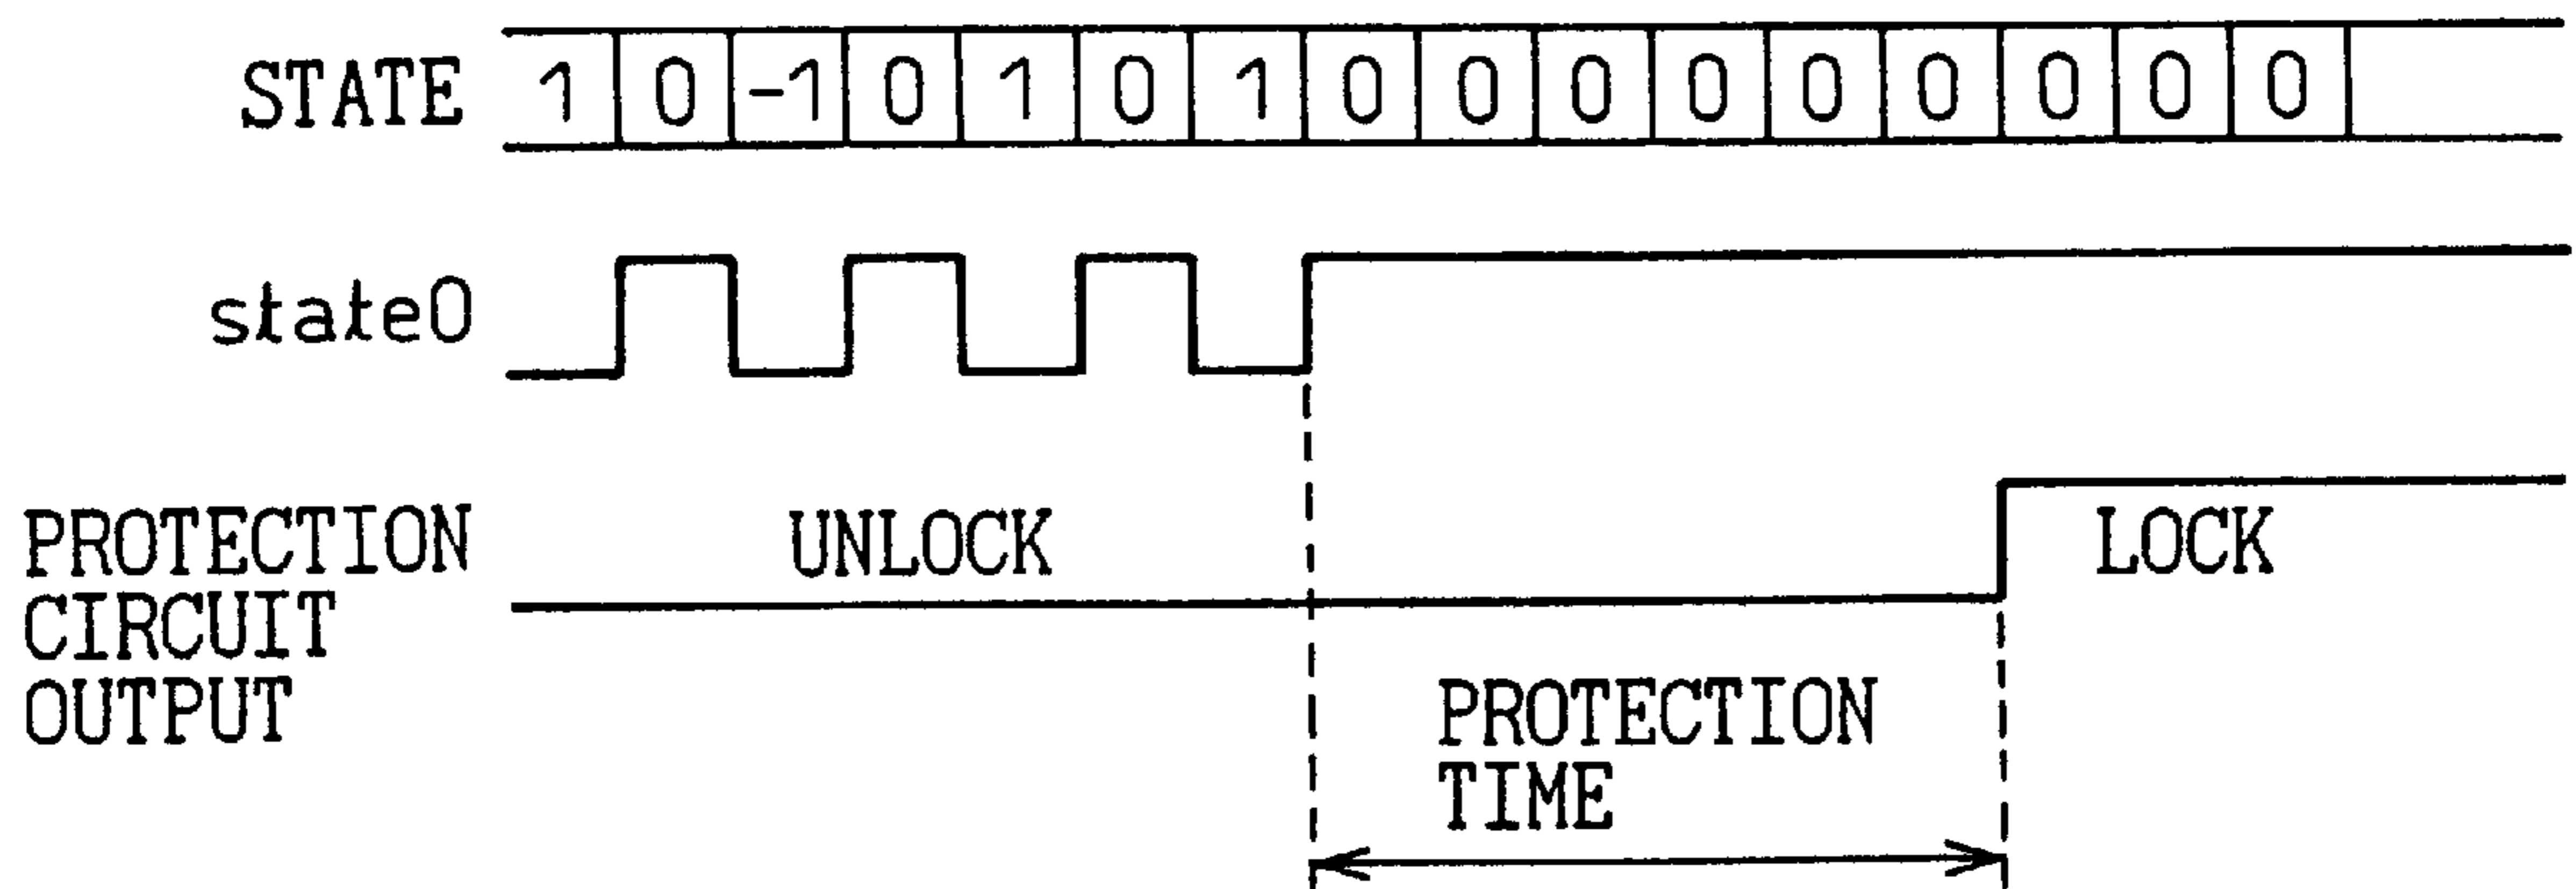 STATE 1 0 -1 0 1 0 1 0 0 0 0 0 0 0 0 0
state0
PROTECTION
CIRCUIT
OUTPUT
UNLOCK
LOCK
PROTECTION
TIME